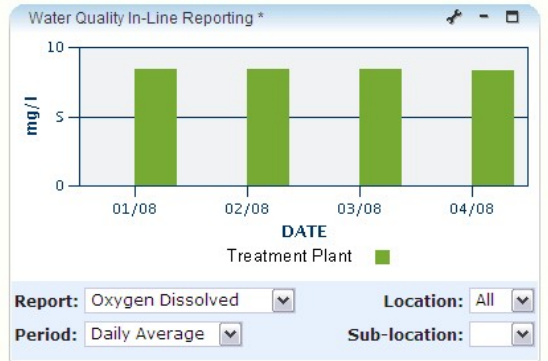 Water Quality In-Line Reporting *
10
mg/l
5
0
01/08 02/08 03/08 04/08
DATE
Treatment Plant
Report: Oxygen Dissolved Location: All
Period: Daily Average Sub-location: